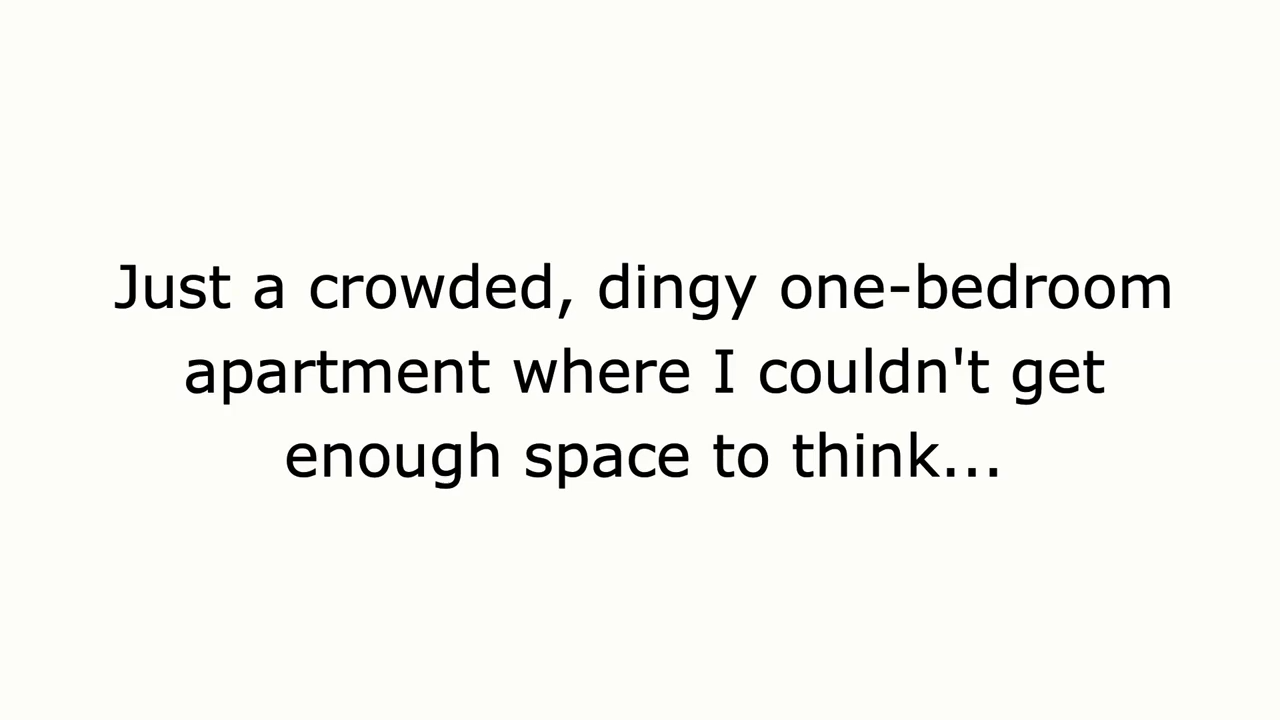 Just a crowded, dingy one-bedroom
apartment where I couldn't get
enough space to think...